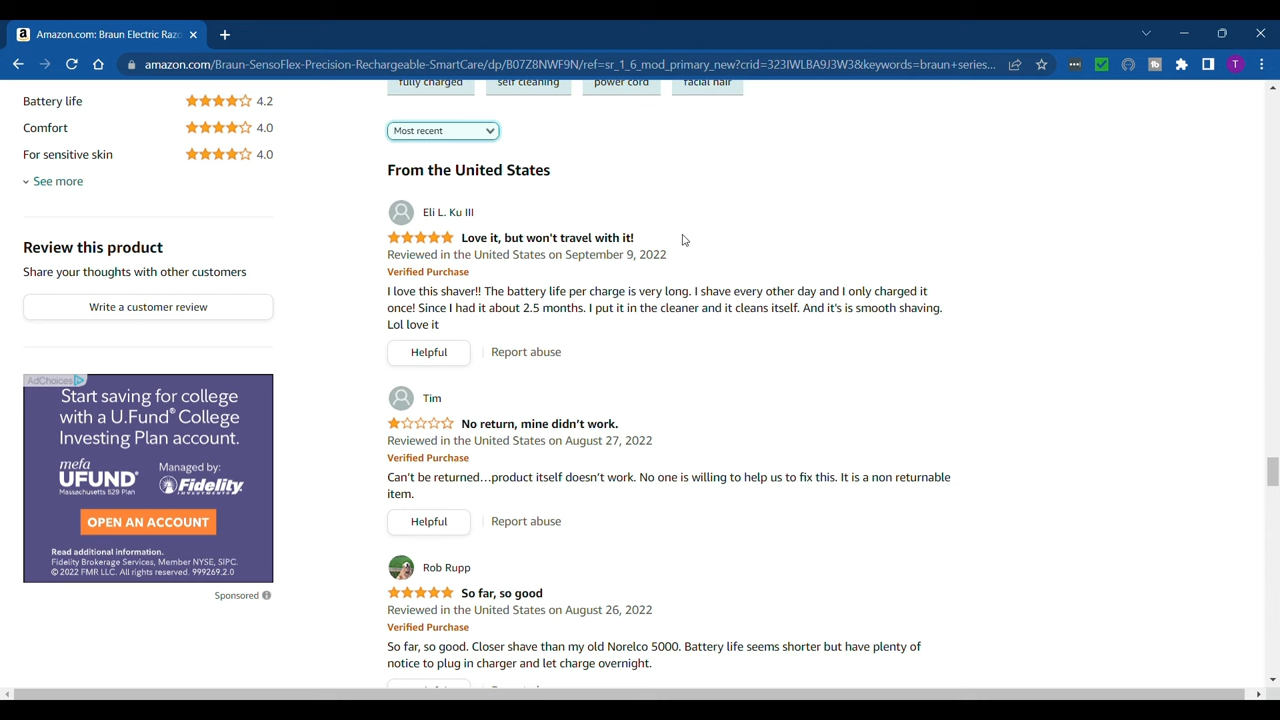 Amazon.com: Braun Electric Razo
amazon.com/Braun-SensoFlex-Precision-Rechargeable-SmartCare/dp/B07Z8NWF9N/ref=sr_1_6_mod_primary_new?crid=323IWLBA9J3W3&keywords=braun+series...
T
fully charged self cleaning power cord facial hair
Battery life 4.2
Comfort 4.0
For sensitive skin 4.0
See more
Review this product
Share your thoughts with other customers
Write a customer review
AdChoices
Start saving for college
with a U.Fund® College
Investing Plan account.
mefa
UFUND®
Massachusetts 529 Plan
Managed by:
Fidelity
INVESTMENTS
OPEN AN ACCOUNT
Read additional information.
Fidelity Brokerage Services, Member NYSE, SIPC.
© 2022 FMR LLC. All rights reserved. 999269.2.0
Sponsored
Most recent
From the United States
Eli L. Ku III
Love it, but won't travel with it!
Reviewed in the United States on September 9, 2022
Verified Purchase
I love this shaver!! The battery life per charge is very long. I shave every other day and I only charged it
once! Since I had it about 2.5 months. I put it in the cleaner and it cleans itself. And it's is smooth shaving.
Lol love it
Helpful Report abuse
Tim
No return, mine didn’t work.
Reviewed in the United States on August 27, 2022
Verified Purchase
Can’t be returned…product itself doesn’t work. No one is willing to help us to fix this. It is a non returnable
item.
Helpful Report abuse
Rob Rupp
So far, so good
Reviewed in the United States on August 26, 2022
Verified Purchase
So far, so good. Closer shave than my old Norelco 5000. Battery life seems shorter but have plenty of
notice to plug in charger and let charge overnight.